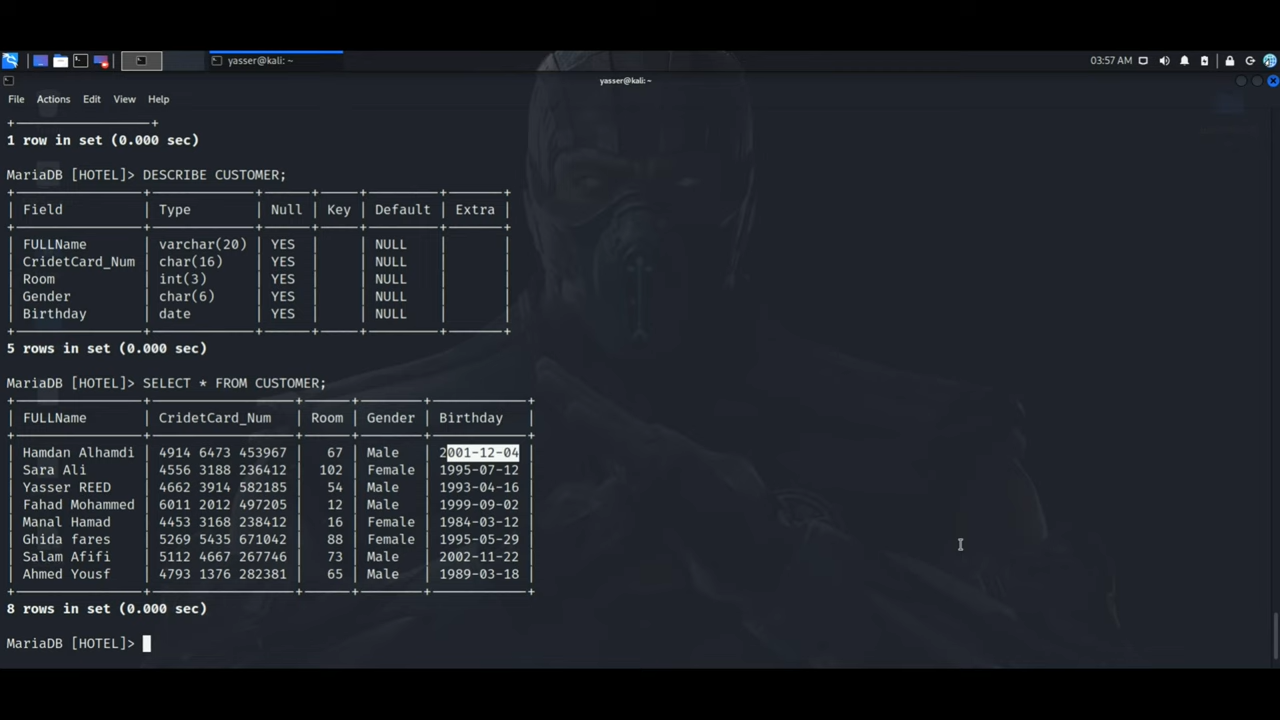 yasser@kali: ~
03:57 AM
yasser@kali: ~
File Actions Edit View Help
1 row in set (0.000 sec)
MariaDB [HOTEL]> DESCRIBE CUSTOMER;
| Field | Type | Null | Key | Default | Extra |
| FULLName | varchar(20) | YES | | NULL | |
| CridetCard_Num | char(16) | YES | | NULL | |
| Room | int(3) | YES | | NULL | |
| Gender | char(6) | YES | | NULL | |
| Birthday | date | YES | | NULL | |
5 rows in set (0.000 sec)
MariaDB [HOTEL]> SELECT * FROM CUSTOMER;
| FULLName | CridetCard_Num | Room | Gender | Birthday |
| Hamdan Alhamdi | 4914 6473 453967 | 67 | Male | 2001-12-04 |
| Sara Ali | 4556 3188 236412 | 102 | Female | 1995-07-12 |
| Yasser REED | 4662 3914 582185 | 54 | Male | 1993-04-16 |
| Fahad Mohammed | 6011 2012 497205 | 12 | Male | 1999-09-02 |
| Manal Hamad | 4453 3168 238412 | 16 | Female | 1984-03-12 |
| Ghida fares | 5269 5435 671042 | 88 | Female | 1995-05-29 |
| Salam Afifi | 5112 4667 267746 | 73 | Male | 2002-11-22 |
| Ahmed Yousf | 4793 1376 282381 | 65 | Male | 1989-03-18 |
8 rows in set (0.000 sec)
MariaDB [HOTEL]>